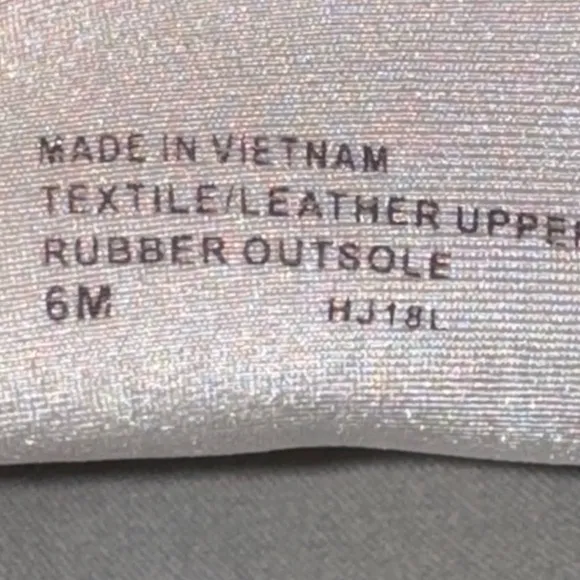 MADE IN VIETNAM
TEXTILE/LEATHER UPPER
RUBBER OUTSOLE
6M HJ18L